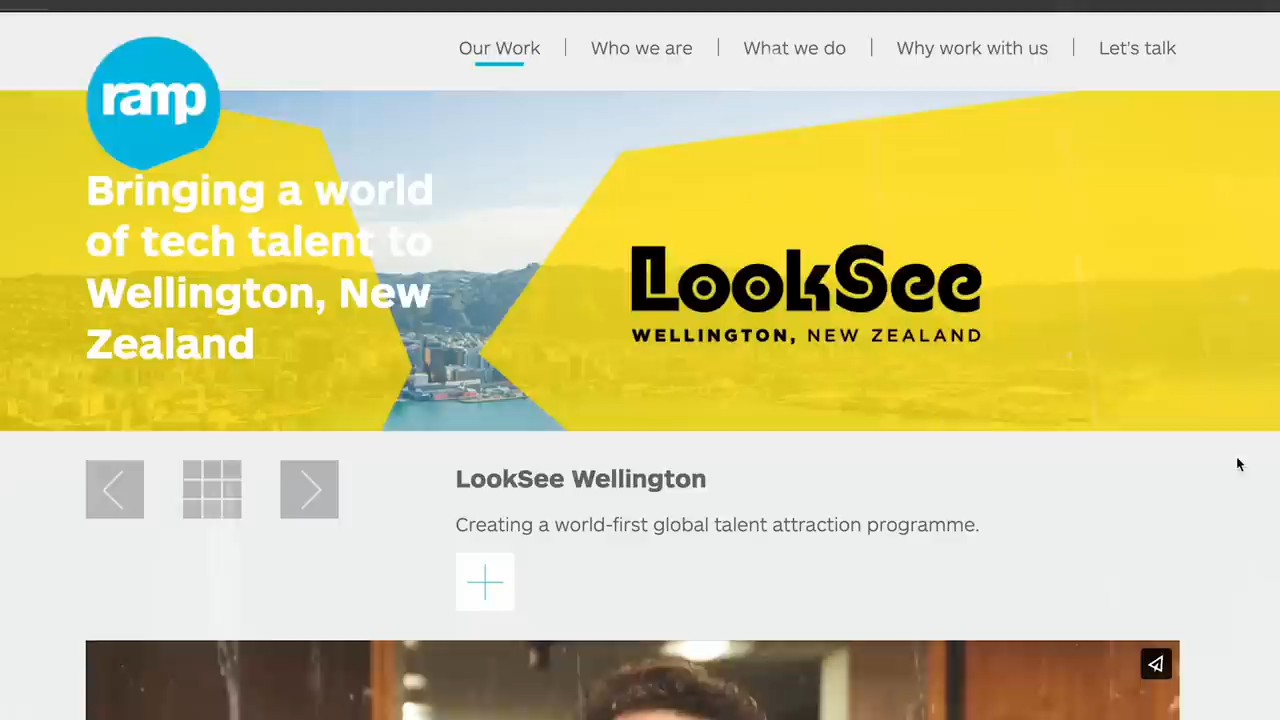 Our Work
Who we are
What we do
Why work with us
Let's talk
ramp
Bringing a world
of tech talent to
Wellington, New
Zealand
LookSee
WELLINGTON, NEW ZEALAND
LookSee Wellington
Creating a world-first global talent attraction programme.